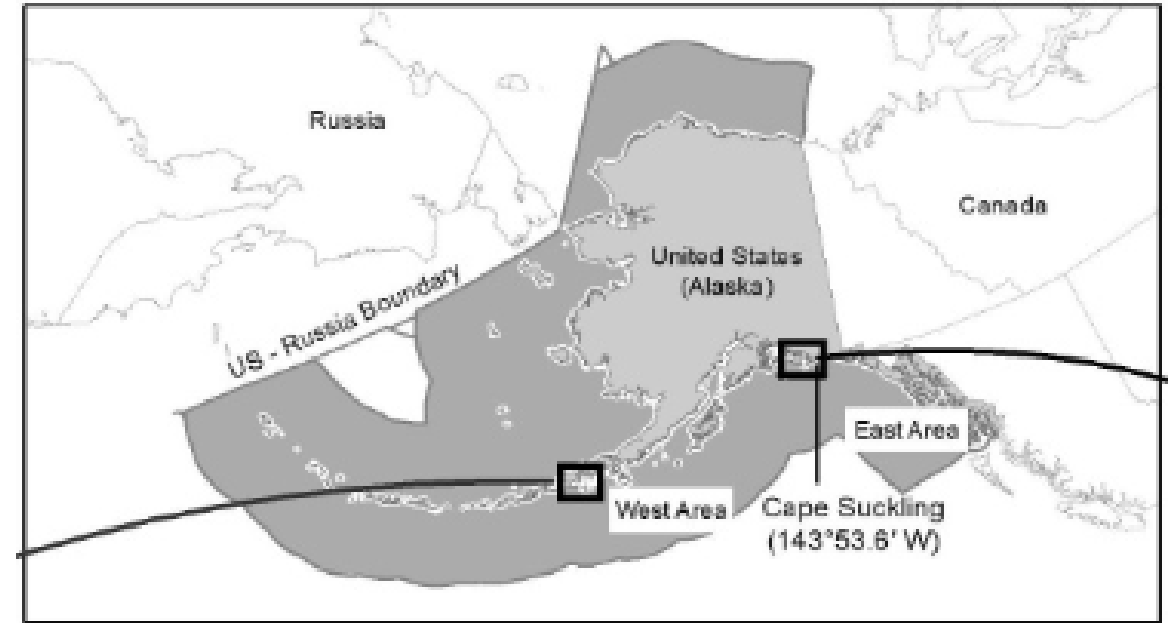 Russia
Canada
United States
(Alaska)
US - Russia Boundary
East Area
West Area
Cape Suckling
(143°53.6' W)